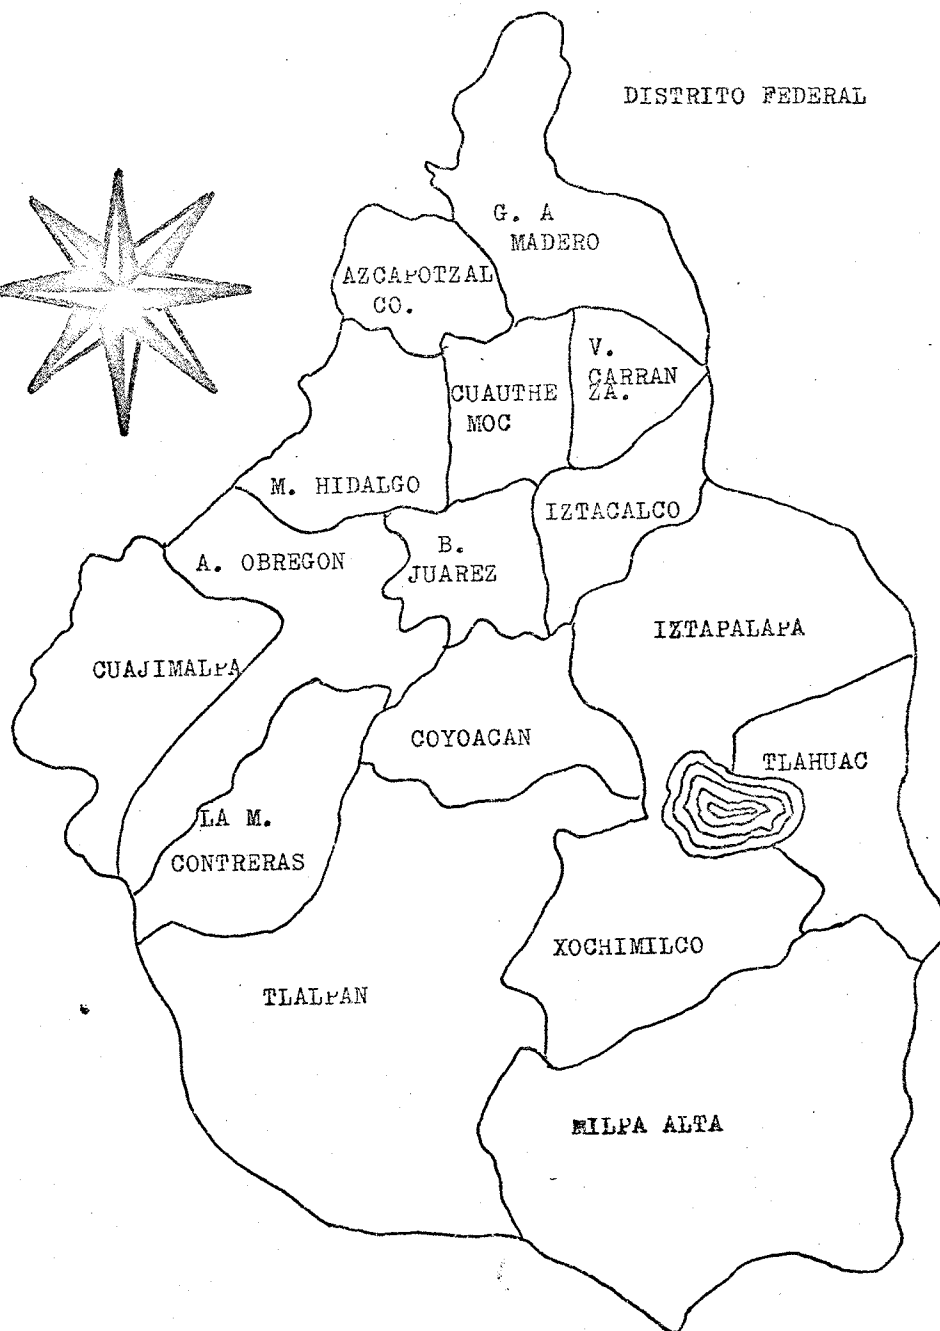 DISTRITO FEDERAL
G. A
MADERO
AZCAPOTZAL
CO.
V.
CARRAN
ZA.
CUAUTHE
MOC
M. HIDALGO
IZTACALCO
B.
JUAREZ
A. OBREGON
IZTAPALAPA
CUAJIMALPA
COYOACAN
TLAHUAC
LA M.
CONTRERAS
XOCHIMILCO
TLALPAN
MILPA ALTA